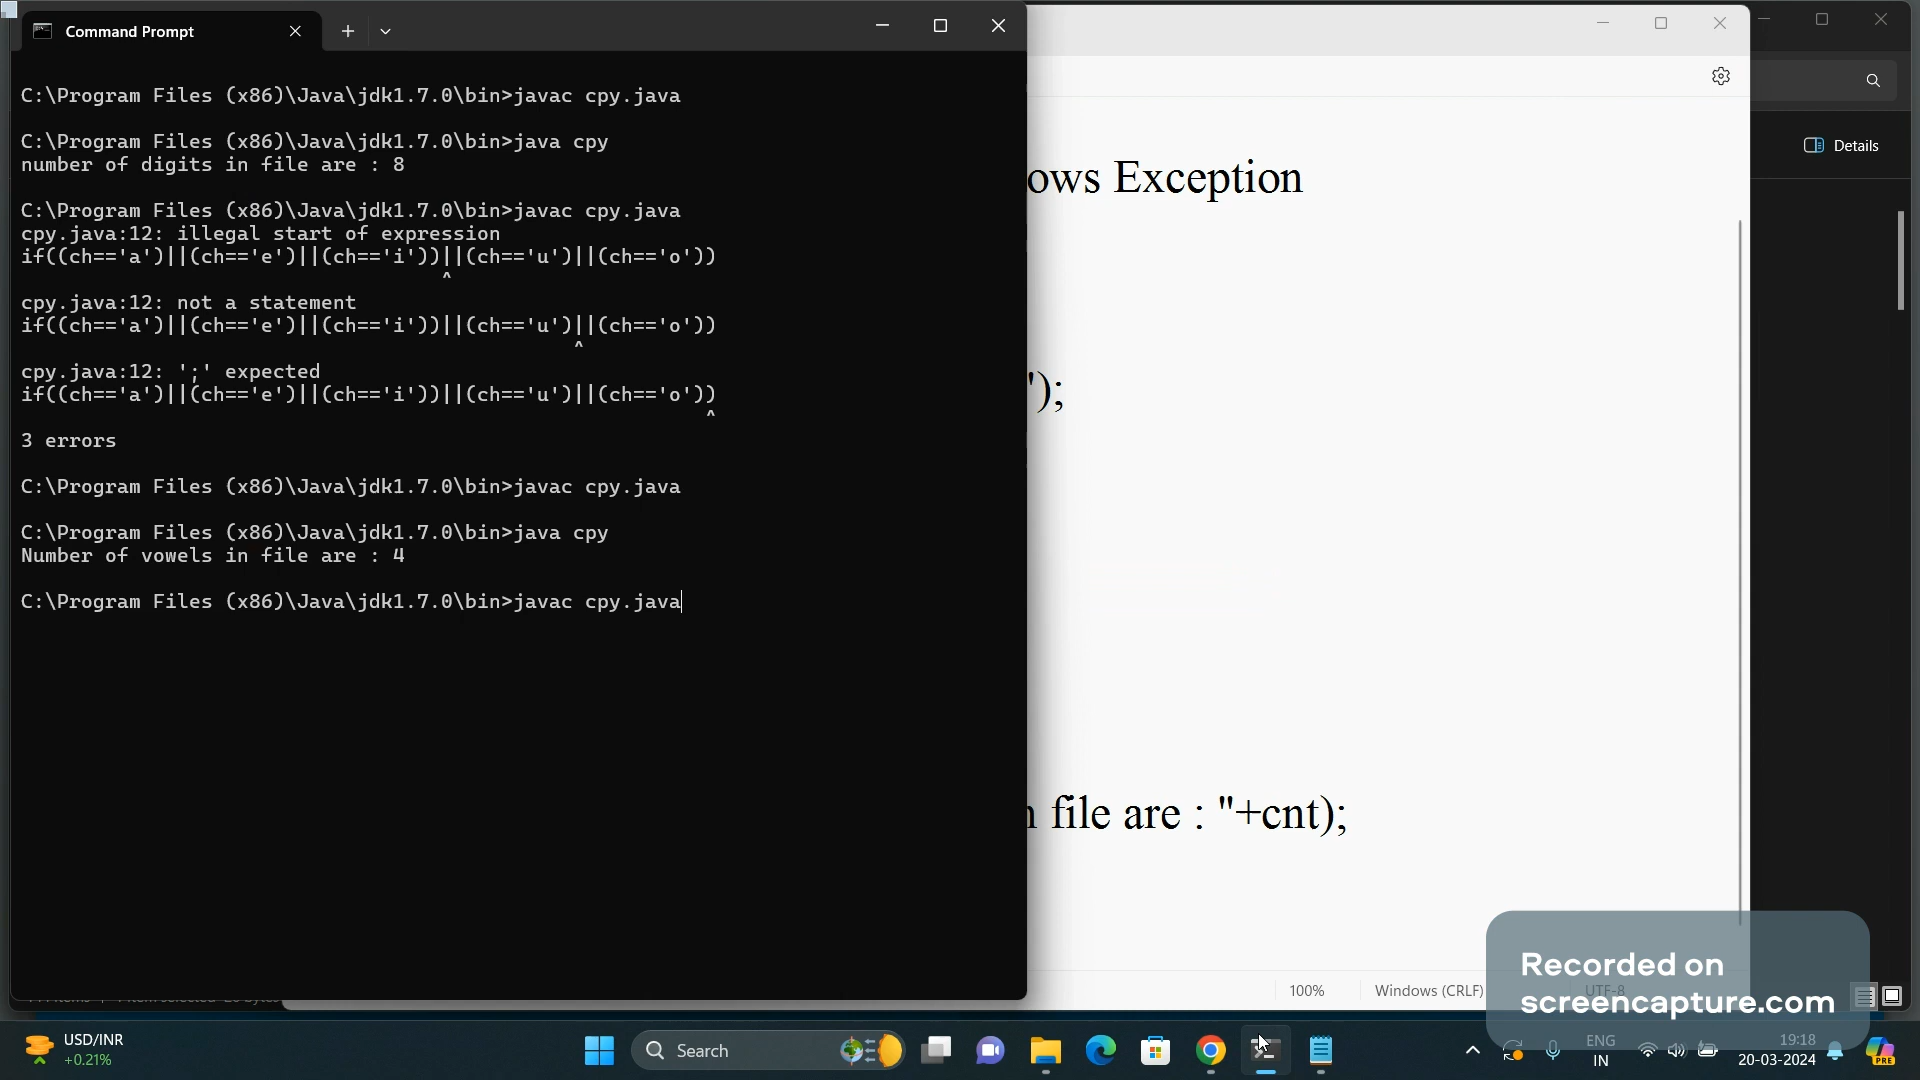 Command Prompt
C:\Program Files (x86)\Java\jdk1.7.0\bin>javac cpy.java
C:\Program Files (x86)\Java\jdk1.7.0\bin>java cpy
number of digits in file are : 8
C:\Program Files (x86)\Java\jdk1.7.0\bin>javac cpy.java
cpy.java:12: illegal start of expression
if((ch=='a')||(ch=='e')||(ch=='i'))||(ch=='u')||(ch=='o'))
^
cpy.java:12: not a statement
if((ch=='a')||(ch=='e')||(ch=='i'))||(ch=='u')||(ch=='o'))
^
cpy.java:12: ';' expected
if((ch=='a')||(ch=='e')||(ch=='i'))||(ch=='u')||(ch=='o'))
^
3 errors
C:\Program Files (x86)\Java\jdk1.7.0\bin>javac cpy.java
C:\Program Files (x86)\Java\jdk1.7.0\bin>java cpy
Number of vowels in file are : 4
C:\Program Files (x86)\Java\jdk1.7.0\bin>javac cpy.java
ows Exception
");
n file are : "+cnt);
Details
100%
Windows (CRLF)
UTF-8
Recorded on
screencapture.com
USD/INR
+0.21%
Search
ENG
IN
19:18
20-03-2024
PRE